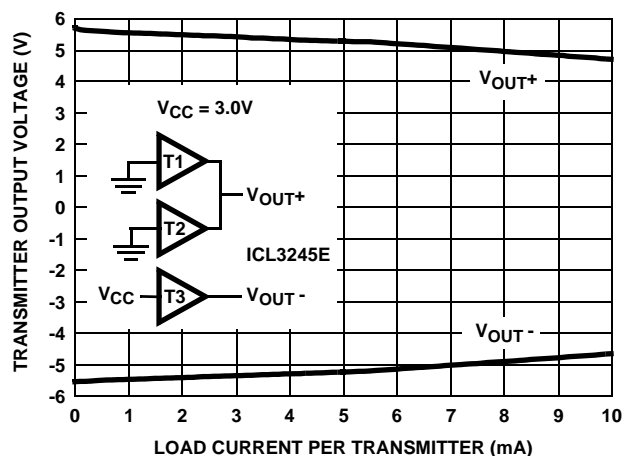 TRANSMITTER OUTPUT VOLTAGE (V)
6
5
4
3
2
1
0
-1
-2
-3
-4
-5
-6
VOUT+
VCC = 3.0V
T1
VOUT+
T2
ICL3245E
VCC
T3
VOUT -
VOUT -
0 1 2 3 4 5 6 7 8 9 10
LOAD CURRENT PER TRANSMITTER (mA)